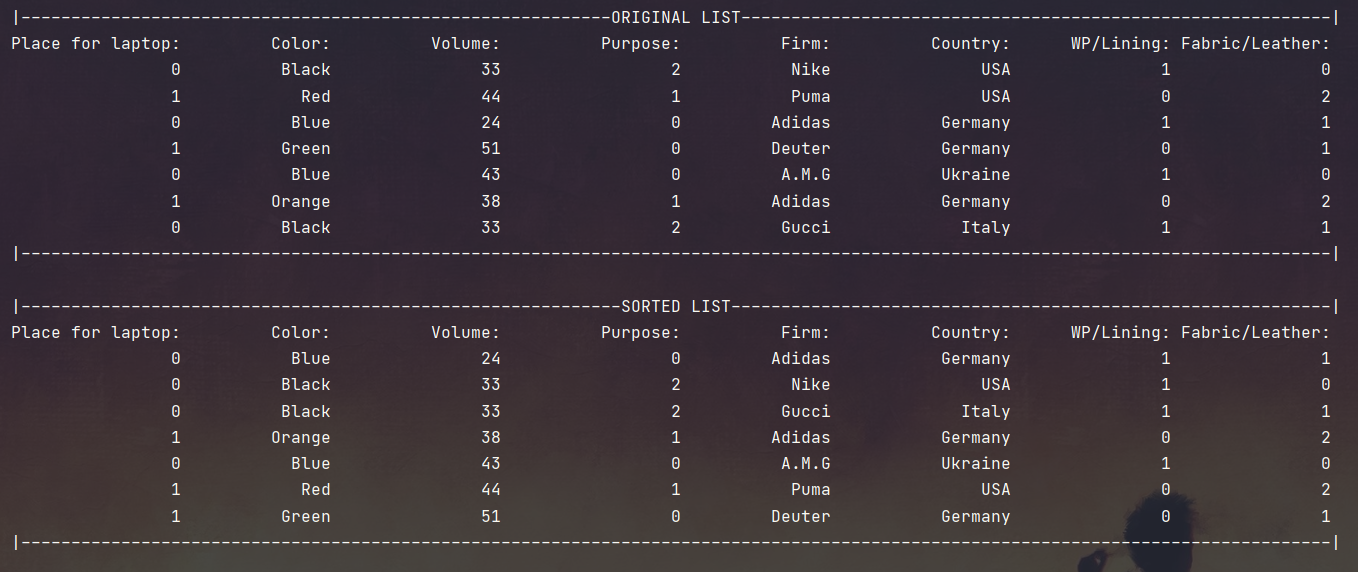 |-----------------------------------------------------------ORIGINAL LIST-----------------------------------------------------------|
Place for laptop: Color: Volume: Purpose: Firm: Country: WP/Lining: Fabric/Leather:
0 Black 33 2 Nike USA 1 0
1 Red 44 1 Puma USA 0 2
0 Blue 24 0 Adidas Germany 1 1
1 Green 51 0 Deuter Germany 0 1
0 Blue 43 0 A.M.G Ukraine 1 0
1 Orange 38 1 Adidas Germany 0 2
0 Black 33 2 Gucci Italy 1 1
|-----------------------------------------------------------------------------------------------------------------------------------|
|------------------------------------------------------------SORTED LIST------------------------------------------------------------|
Place for laptop: Color: Volume: Purpose: Firm: Country: WP/Lining: Fabric/Leather:
0 Blue 24 0 Adidas Germany 1 1
0 Black 33 2 Nike USA 1 0
0 Black 33 2 Gucci Italy 1 1
1 Orange 38 1 Adidas Germany 0 2
0 Blue 43 0 A.M.G Ukraine 1 0
1 Red 44 1 Puma USA 0 2
1 Green 51 0 Deuter Germany 0 1
|-----------------------------------------------------------------------------------------------------------------------------------|